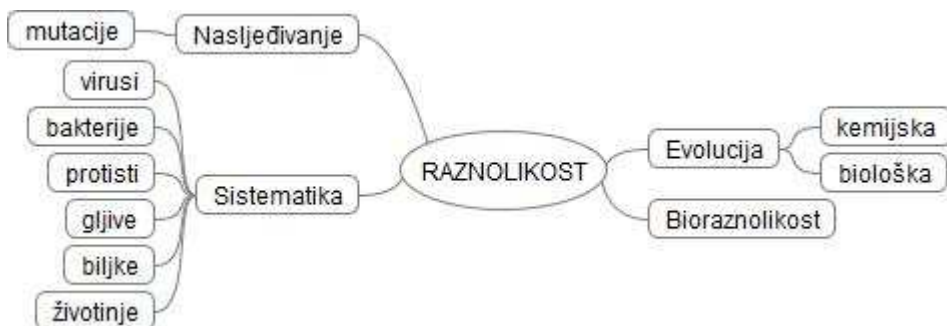 mutacije
Nasljeđivanje
virusi
bakterije
protisti
gljive
biljke
životinje
Sistematika
RAZNOLIKOST
Evolucija
kemijska
biološka
Bioraznolikost